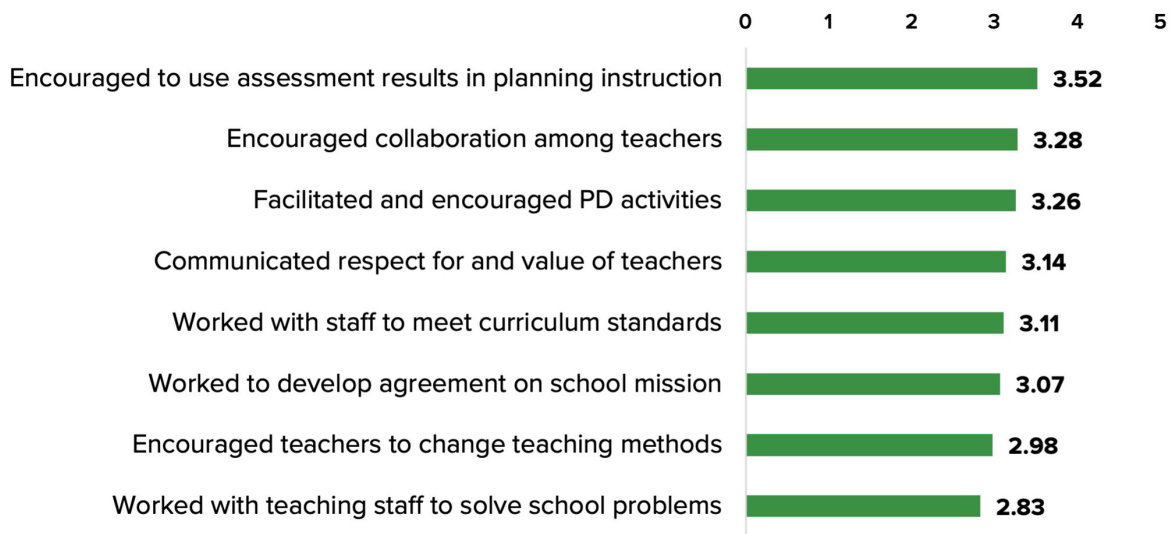 0 1 2 3 4 5
Encouraged to use assessment results in planning instruction 3.52
Encouraged collaboration among teachers 3.28
Facilitated and encouraged PD activities 3.26
Communicated respect for and value of teachers 3.14
Worked with staff to meet curriculum standards 3.11
Worked to develop agreement on school mission 3.07
Encouraged teachers to change teaching methods 2.98
Worked with teaching staff to solve school problems 2.83